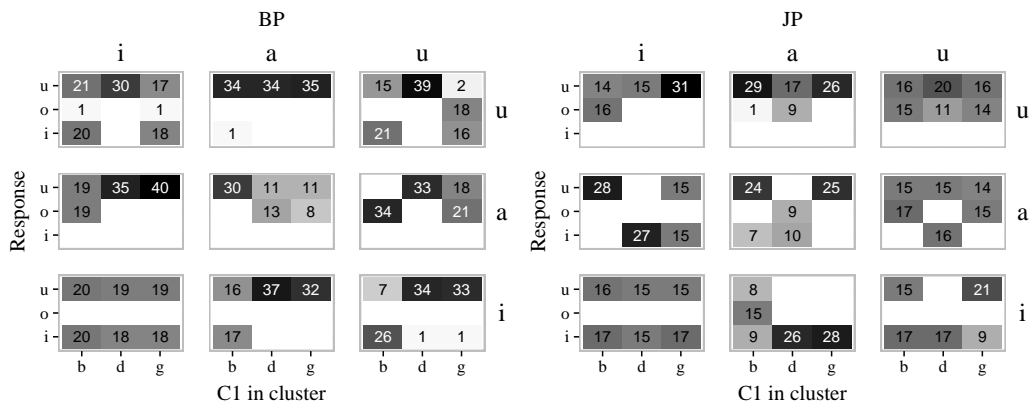 BP JP
i a u i a u
u 21 30 17 34 34 35 15 39 2 u 14 15 31 29 17 26 16 20 16 u
o 1 1 18 16 1 9 15 11 14
i 20 18 1 21 16
u 19 35 40 30 11 11 33 18 a 28 15 24 25 15 15 14 a
o 19 13 8 34 21 9 17 15
i 27 15 7 10 16
u 20 19 19 16 37 32 7 34 33 i 16 15 15 8 15 21 i
o 15
i 20 18 18 17 26 1 1 17 15 17 9 26 28 17 17 9
Response Response
b d g b d g b d g b d g b d g b d g
C1 in cluster C1 in cluster